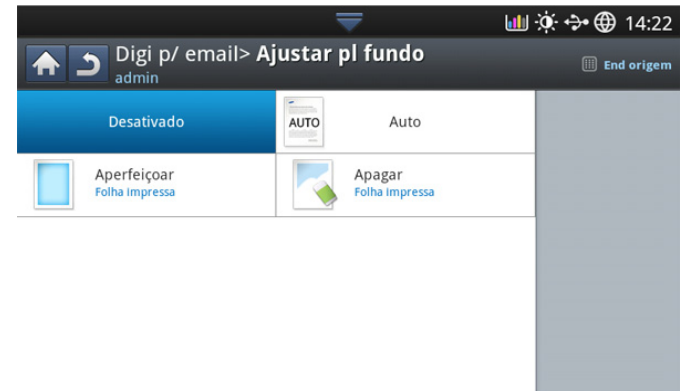 14:22
Digi p/ email> Ajustar pl fundo
admin
End origem
Desativado
AUTO
Auto
Aperfeiçoar
Folha impressa
Apagar
Folha impressa